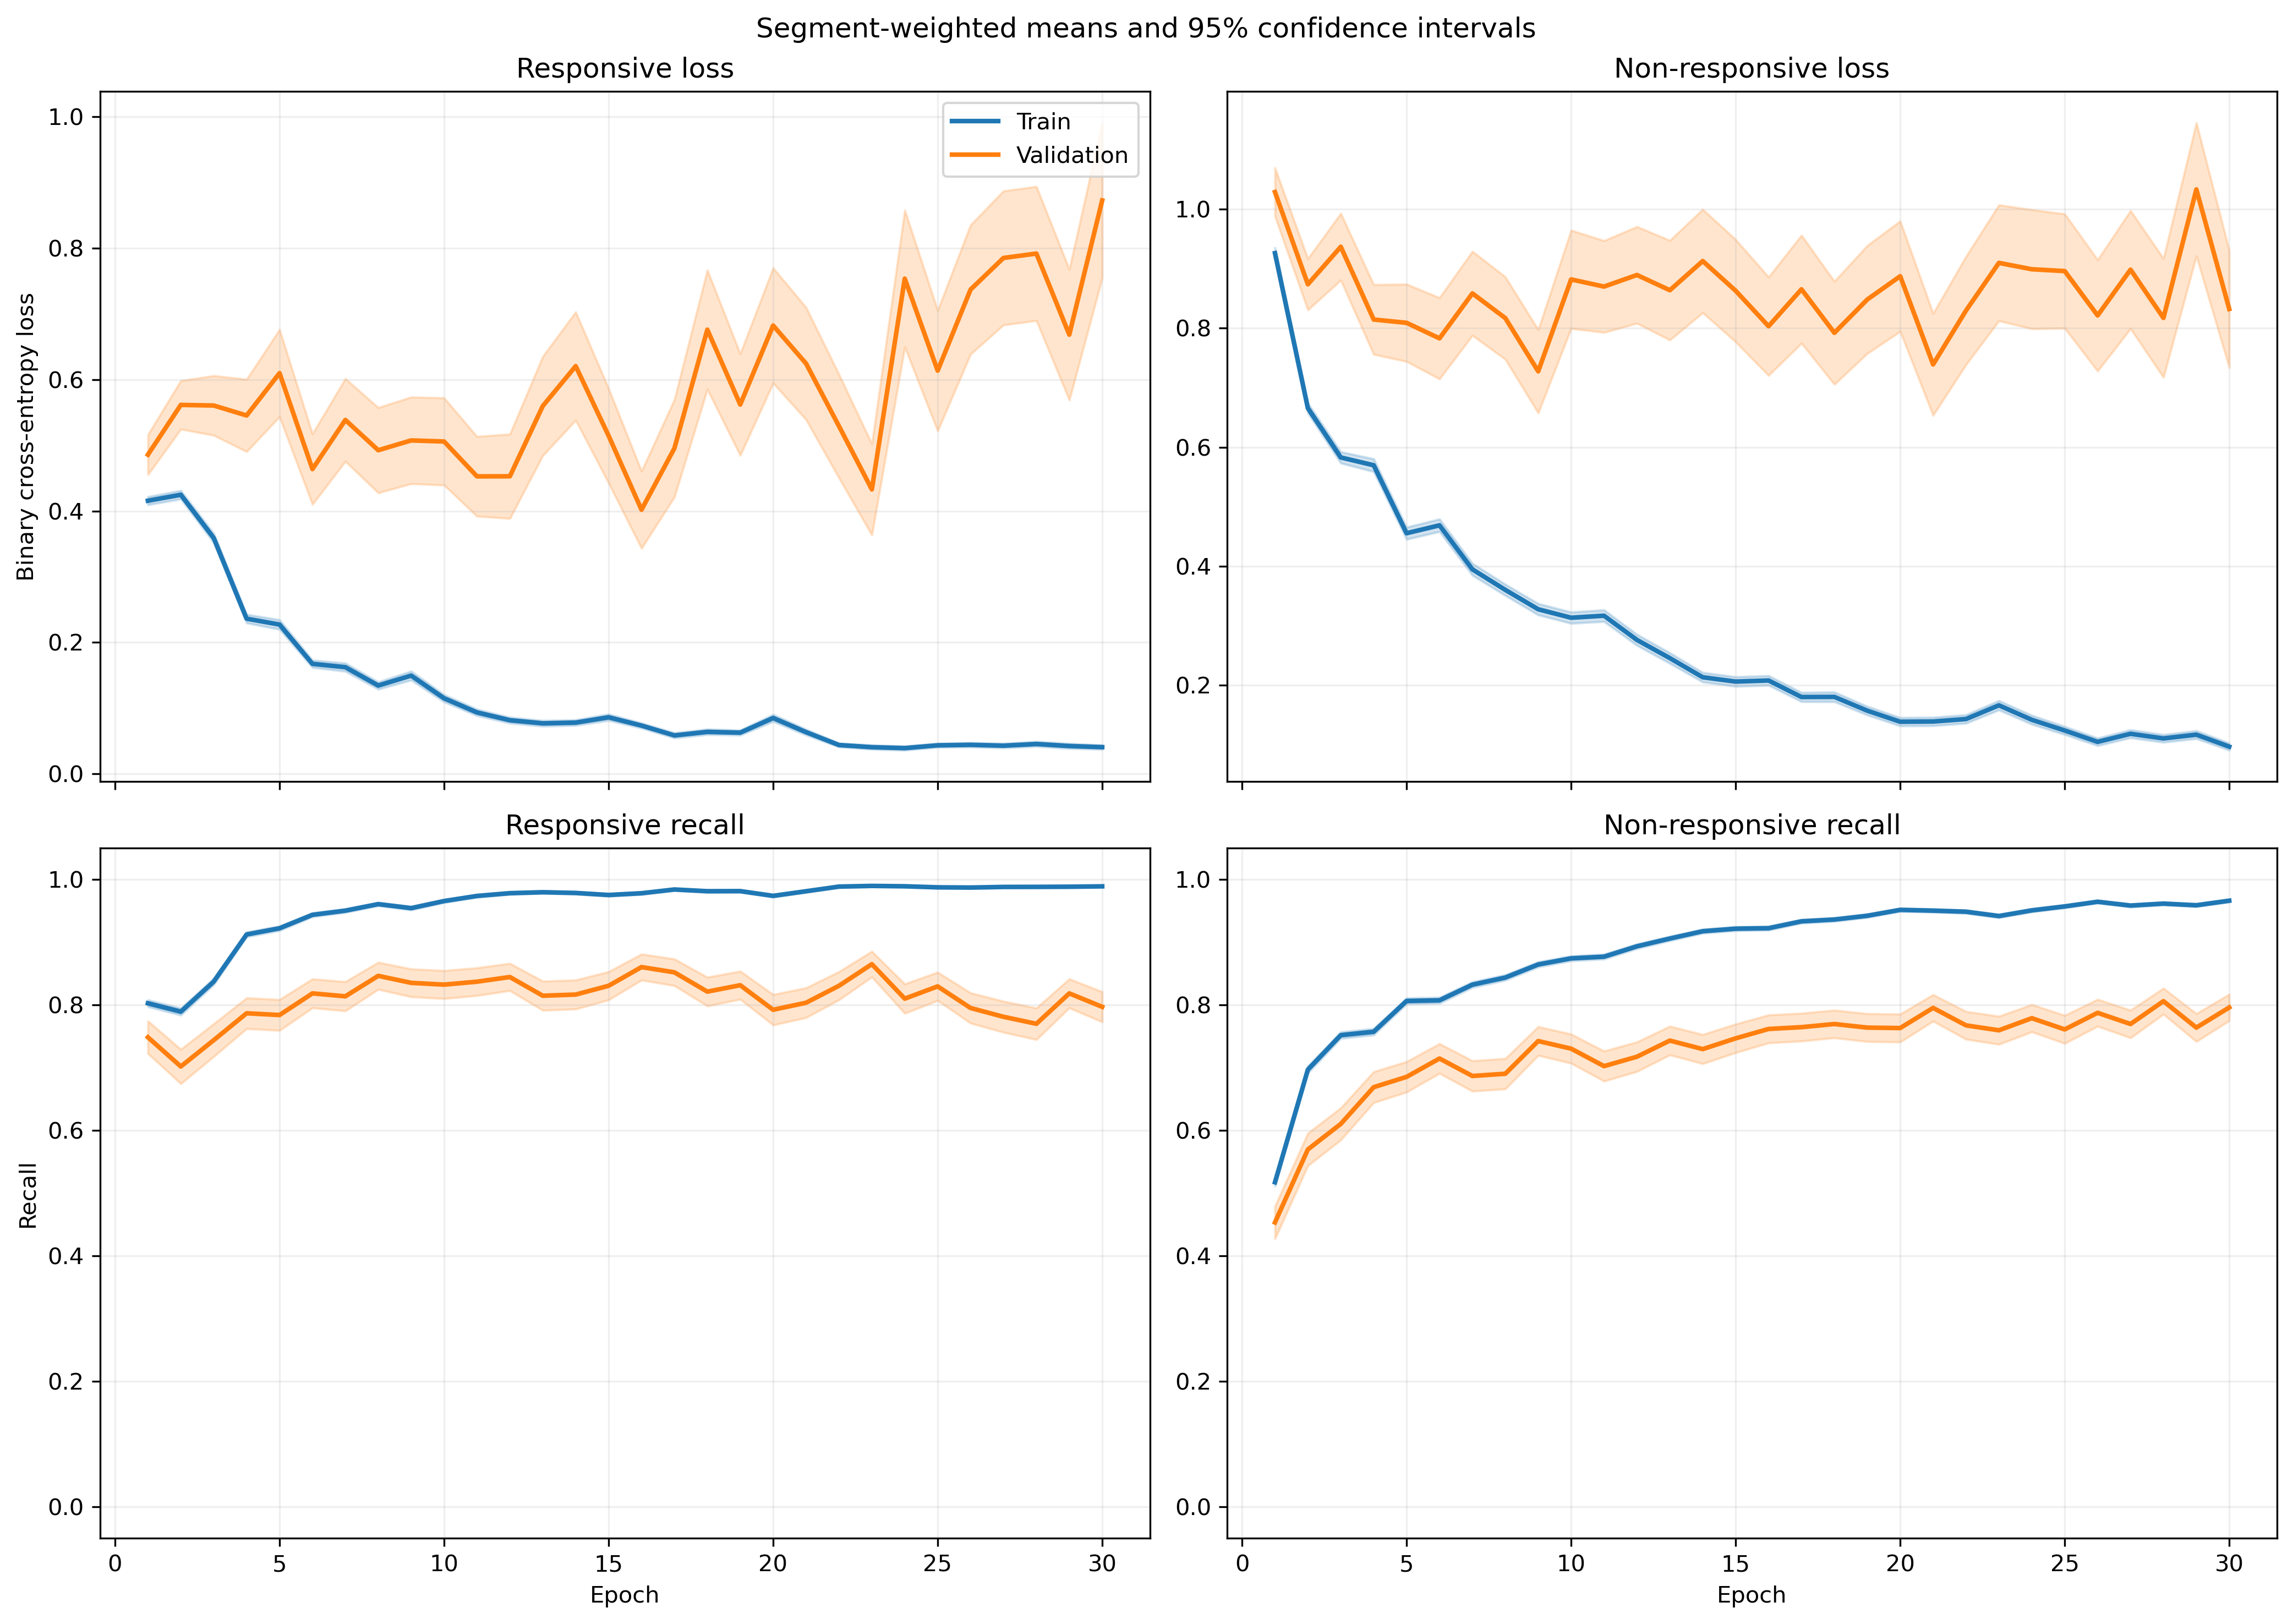 Segment-weighted means and 95% confidence intervals
Responsive loss
Non-responsive loss
Binary cross-entropy loss
1.0
0.8
0.6
0.4
0.2
0.0
Train
Validation
1.0
0.8
0.6
0.4
0.2
Responsive recall
Non-responsive recall
Recall
1.0
0.8
0.6
0.4
0.2
0.0
0 5 10 15 20 25 30
Epoch
1.0
0.8
0.6
0.4
0.2
0.0
0 5 10 15 20 25 30
Epoch